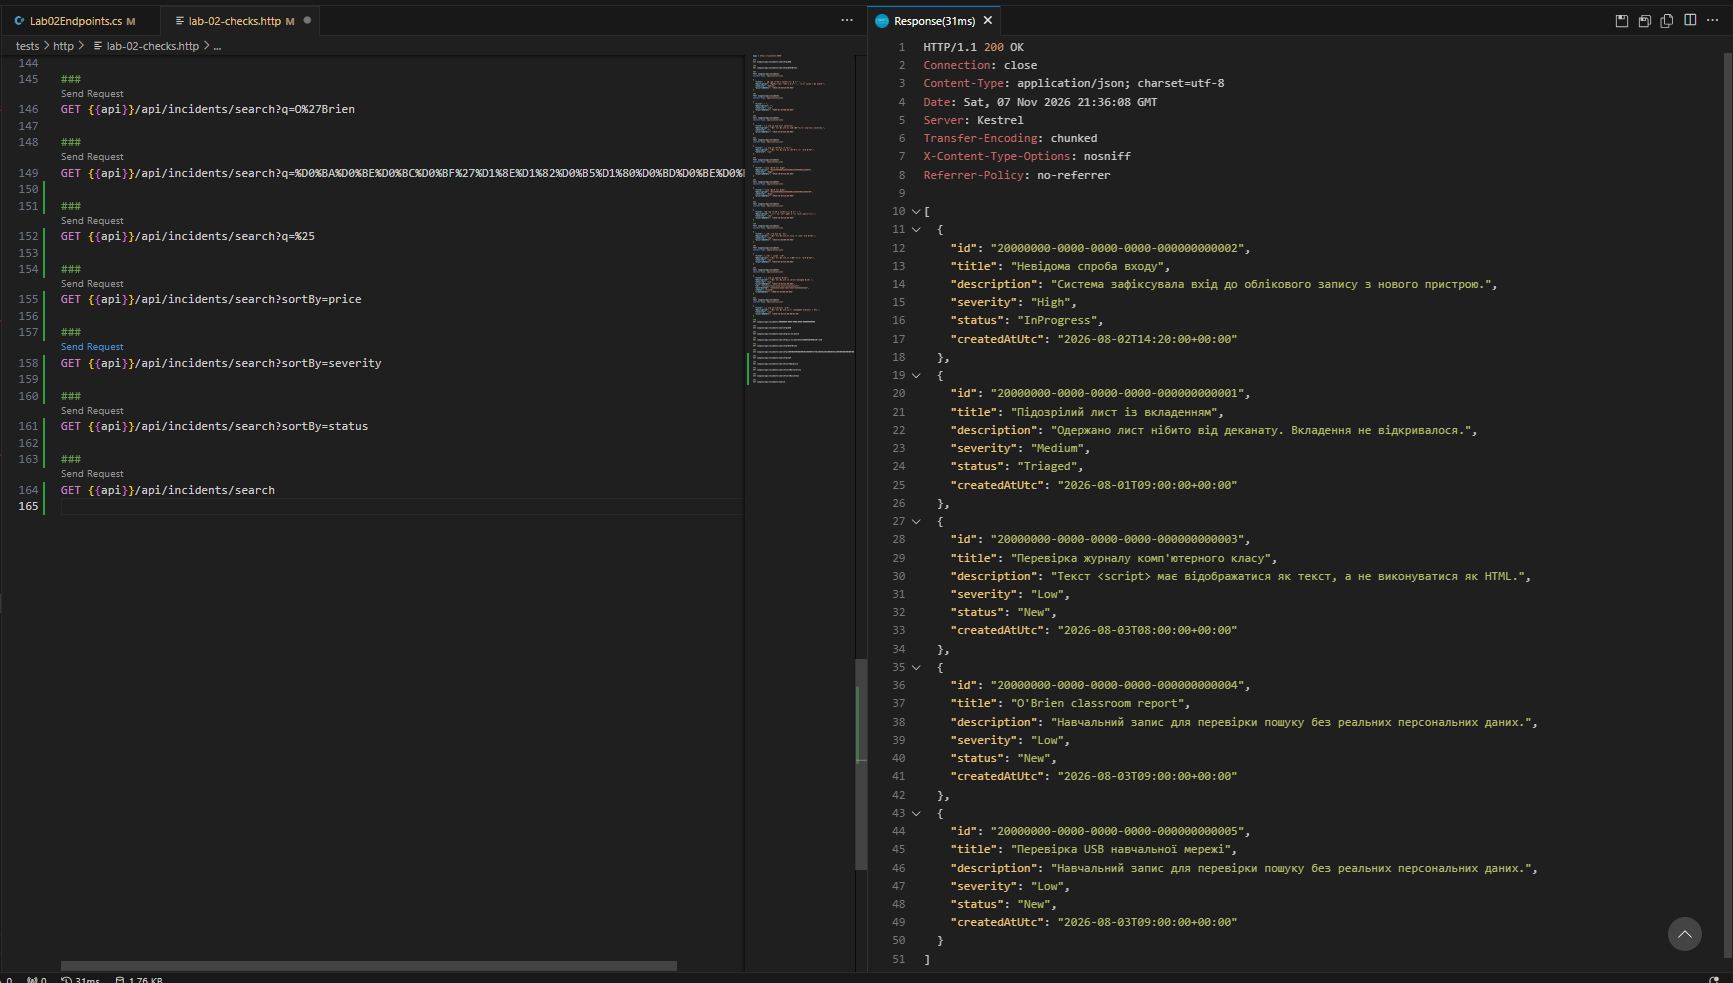 Lab02Endpoints.cs M
lab-02-checks.http M
tests > http > lab-02-checks.http > ...
144
145 ###
Send Request
146 GET {{api}}/api/incidents/search?q=O%27Brien
147
148 ###
Send Request
149 GET {{api}}/api/incidents/search?q=%D0%BA%D0%BE%D0%BC%D0%BF%27%D1%8E%D1%82%D0%B5%D1%80%D0%BD%D0%BE%D0%
150
151 ###
Send Request
152 GET {{api}}/api/incidents/search?q=%25
153
154 ###
Send Request
155 GET {{api}}/api/incidents/search?sortBy=price
156
157 ###
Send Request
158 GET {{api}}/api/incidents/search?sortBy=severity
159
160 ###
Send Request
161 GET {{api}}/api/incidents/search?sortBy=status
162
163 ###
Send Request
164 GET {{api}}/api/incidents/search
165
0 0 31ms 1.76 KB
Response(31ms)
1 HTTP/1.1 200 OK
2 Connection: close
3 Content-Type: application/json; charset=utf-8
4 Date: Sat, 07 Nov 2026 21:36:08 GMT
5 Server: Kestrel
6 Transfer-Encoding: chunked
7 X-Content-Type-Options: nosniff
8 Referrer-Policy: no-referrer
9
10 [
11 {
12 "id": "20000000-0000-0000-0000-000000000002",
13 "title": "Невідома спроба входу",
14 "description": "Система зафіксувала вхід до облікового запису з нового пристрою.",
15 "severity": "High",
16 "status": "InProgress",
17 "createdAtUtc": "2026-08-02T14:20:00+00:00"
18 },
19 {
20 "id": "20000000-0000-0000-0000-000000000001",
21 "title": "Підозрілий лист із вкладенням",
22 "description": "Одержано лист нібито від деканату. Вкладення не відкривалося.",
23 "severity": "Medium",
24 "status": "Triaged",
25 "createdAtUtc": "2026-08-01T09:00:00+00:00"
26 },
27 {
28 "id": "20000000-0000-0000-0000-000000000003",
29 "title": "Перевірка журналу комп'ютерного класу",
30 "description": "Текст <script> має відображатися як текст, а не виконуватися як HTML.",
31 "severity": "Low",
32 "status": "New",
33 "createdAtUtc": "2026-08-03T08:00:00+00:00"
34 },
35 {
36 "id": "20000000-0000-0000-0000-000000000004",
37 "title": "O'Brien classroom report",
38 "description": "Навчальний запис для перевірки пошуку без реальних персональних даних.",
39 "severity": "Low",
40 "status": "New",
41 "createdAtUtc": "2026-08-03T09:00:00+00:00"
42 },
43 {
44 "id": "20000000-0000-0000-0000-000000000005",
45 "title": "Перевірка USB навчальної мережі",
46 "description": "Навчальний запис для перевірки пошуку без реальних персональних даних.",
47 "severity": "Low",
48 "status": "New",
49 "createdAtUtc": "2026-08-03T09:00:00+00:00"
50 }
51 ]